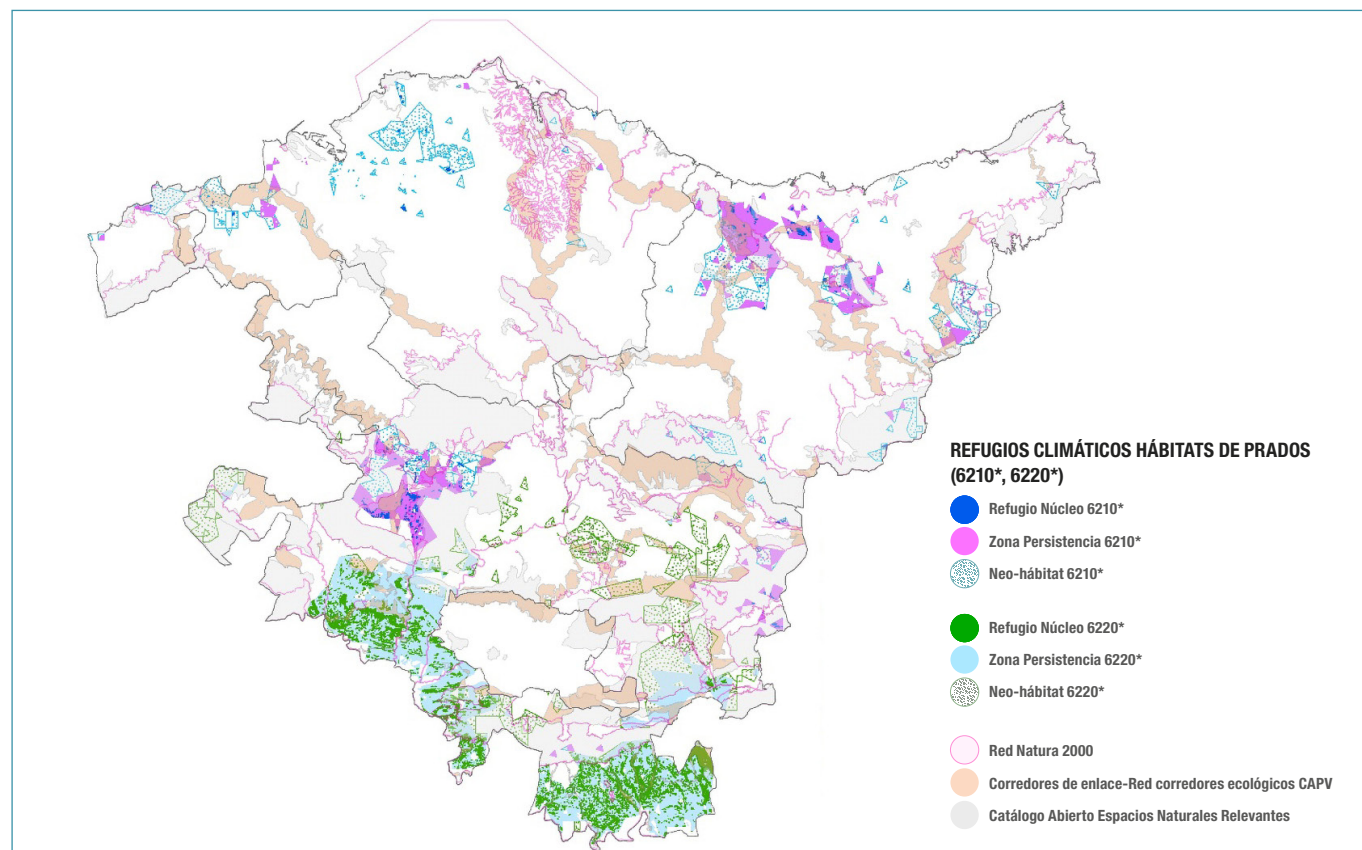 REFUGIOS CLIMÁTICOS HÁBITATS DE PRADOS
(6210*, 6220*)
Refugio Núcleo 6210*
Zona Persistencia 6210*
Neo-hábitat 6210*
Refugio Núcleo 6220*
Zona Persistencia 6220*
Neo-hábitat 6220*
Red Natura 2000
Corredores de enlace-Red corredores ecológicos CAPV
Catálogo Abierto Espacios Naturales Relevantes